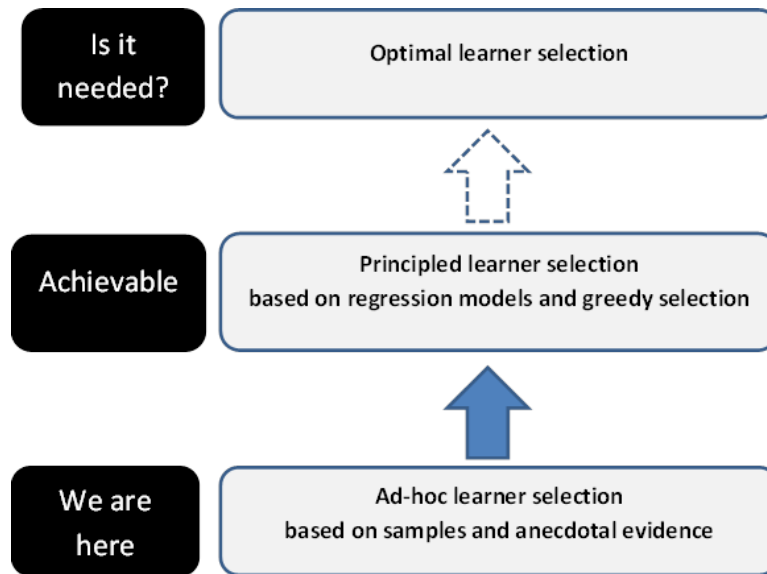 Is it
needed?
Optimal learner selection
Achievable
Principled learner selection
based on regression models and greedy selection
We are
here
Ad-hoc learner selection
based on samples and anecdotal evidence